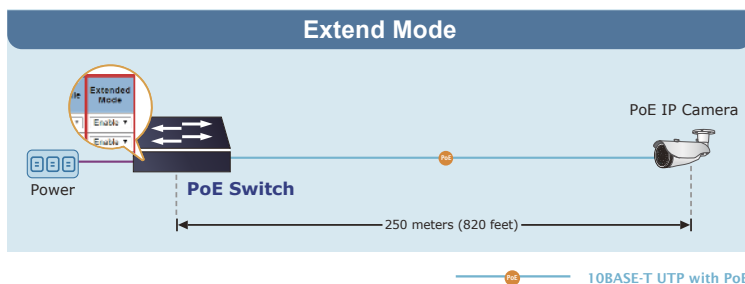 Extend Mode
Extended
Mode
Enable
Enable
PoE IP Camera
PoE
Power
PoE Switch
250 meters (820 feet)
PoE
10BASE-T UTP with PoE